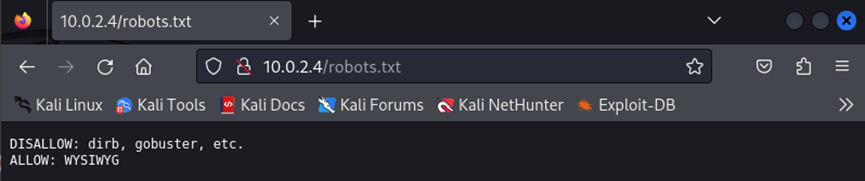 10.0.2.4/robots.txt
10.0.2.4/robots.txt
Kali Linux Kali Tools Kali Docs Kali Forums Kali NetHunter Exploit-DB
DISALLOW: dirb, gobuster, etc.
ALLOW: WYSIWYG